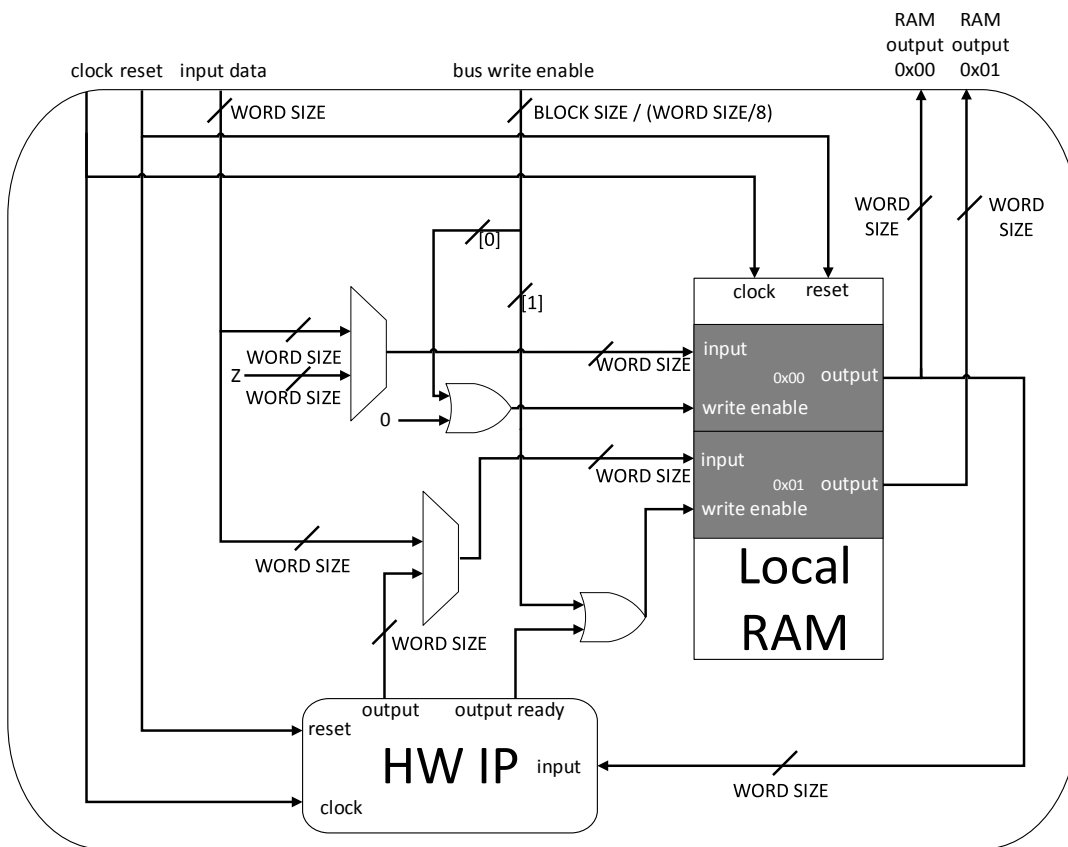 RAM
output
0x00
RAM
output
0x01
clock reset input data bus write enable
WORD SIZE
BLOCK SIZE / (WORD SIZE/8)
WORD
SIZE
WORD
SIZE
[0]
[1]
clock reset
WORD SIZE
Z
WORD SIZE
WORD SIZE
input
0x00 output
0
write enable
WORD SIZE
input
0x01 output
write enable
WORD SIZE
Local
RAM
WORD SIZE
output output ready
reset
HW IP
input
clock
WORD SIZE